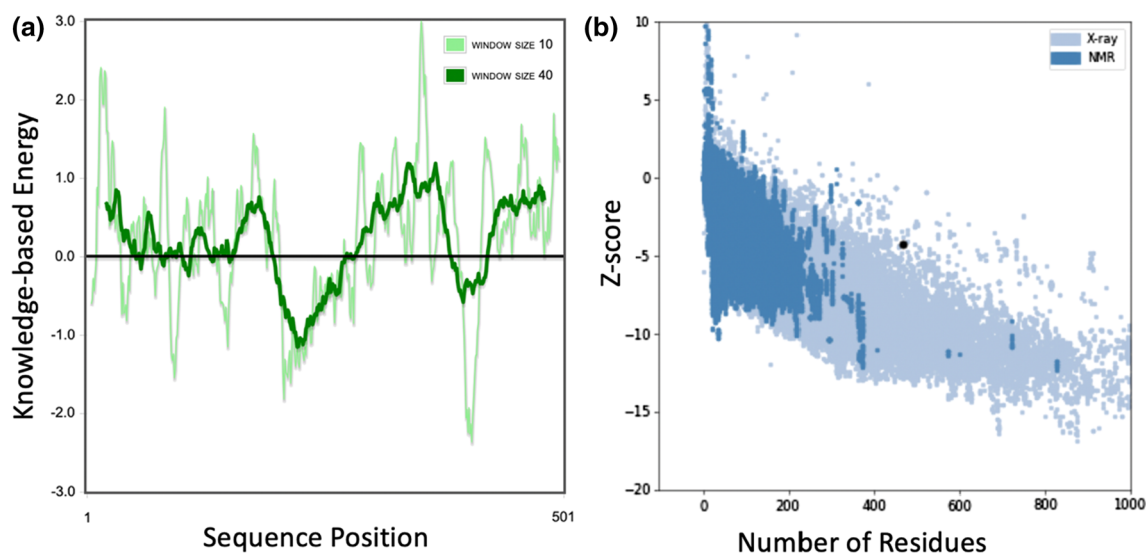 (a)
3.0
2.0
1.0
0.0
-1.0
-2.0
-3.0
Knowledge-based Energy
WINDOW SIZE 10
WINDOW SIZE 40
1
501
Sequence Position
(b)
10
5
0
−5
−10
−15
−20
Z-score
X-ray
NMR
0
200
400
600
800
1000
Number of Residues